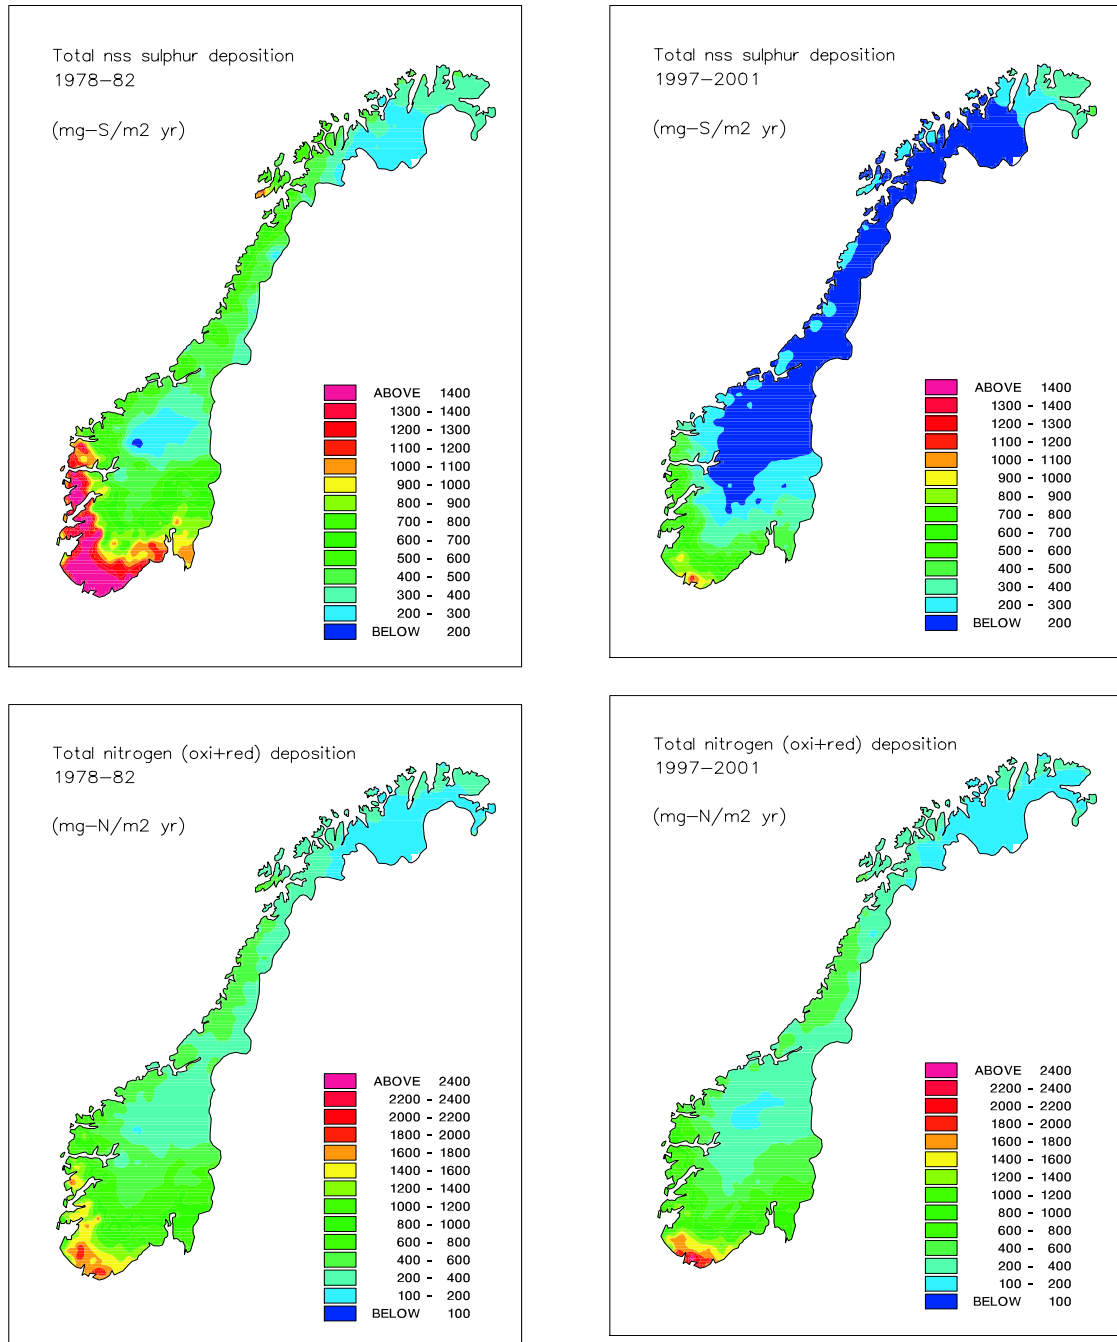 Total nss sulphur deposition
1978-82
(mg-S/m2 yr)
ABOVE 1400
1300 - 1400
1200 - 1300
1100 - 1200
1000 - 1100
900 - 1000
800 - 900
700 - 800
600 - 700
500 - 600
400 - 500
300 - 400
200 - 300
BELOW 200
Total nss sulphur deposition
1997-2001
(mg-S/m2 yr)
ABOVE 1400
1300 - 1400
1200 - 1300
1100 - 1200
1000 - 1100
900 - 1000
800 - 900
700 - 800
600 - 700
500 - 600
400 - 500
300 - 400
200 - 300
BELOW 200
Total nitrogen (oxi+red) deposition
1978-82
(mg-N/m2 yr)
ABOVE 2400
2200 - 2400
2000 - 2200
1800 - 2000
1600 - 1800
1400 - 1600
1200 - 1400
1000 - 1200
800 - 1000
600 - 800
400 - 600
200 - 400
100 - 200
BELOW 100
Total nitrogen (oxi+red) deposition
1997-2001
(mg-N/m2 yr)
ABOVE 2400
2200 - 2400
2000 - 2200
1800 - 2000
1600 - 1800
1400 - 1600
1200 - 1400
1000 - 1200
800 - 1000
600 - 800
400 - 600
200 - 400
100 - 200
BELOW 100